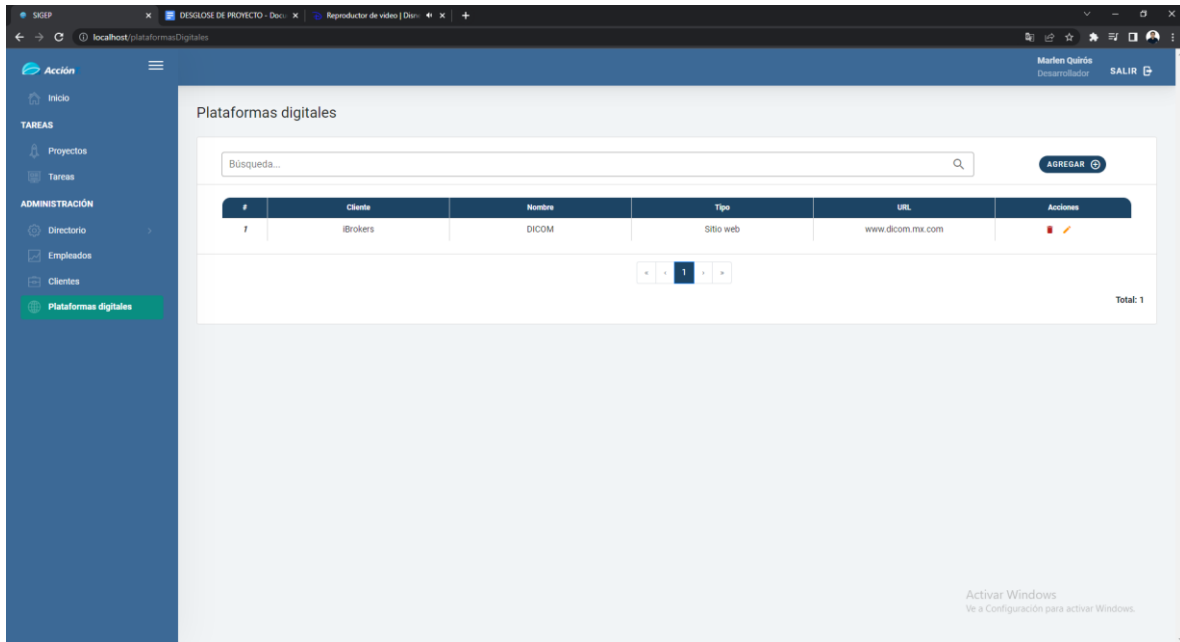 SIGEP
DESGLOSE DE PROYECTO - Docu
Reproductor de video | Disn
localhost/plataformasDigitales
Acción
Marlen Quirós
Desarrollador
SALIR
Inicio
TAREAS
Proyectos
Tareas
ADMINISTRACIÓN
Directorio
Empleados
Clientes
Plataformas digitales
Plataformas digitales
Búsqueda...
AGREGAR
# Cliente Nombre Tipo URL Acciones
1 iBrokers DICOM Sitio web www.dicom.mx.com
« ‹ 1 › »
Total: 1
Activar Windows
Ve a Configuración para activar Windows.